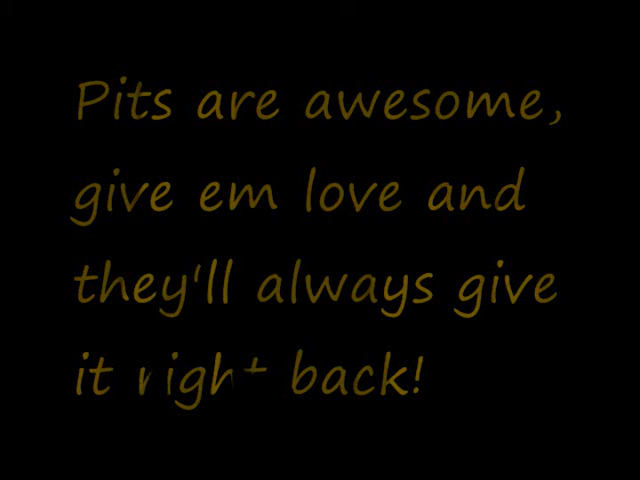 Pits are awesome,
give em love and
they'll always give
it right back!